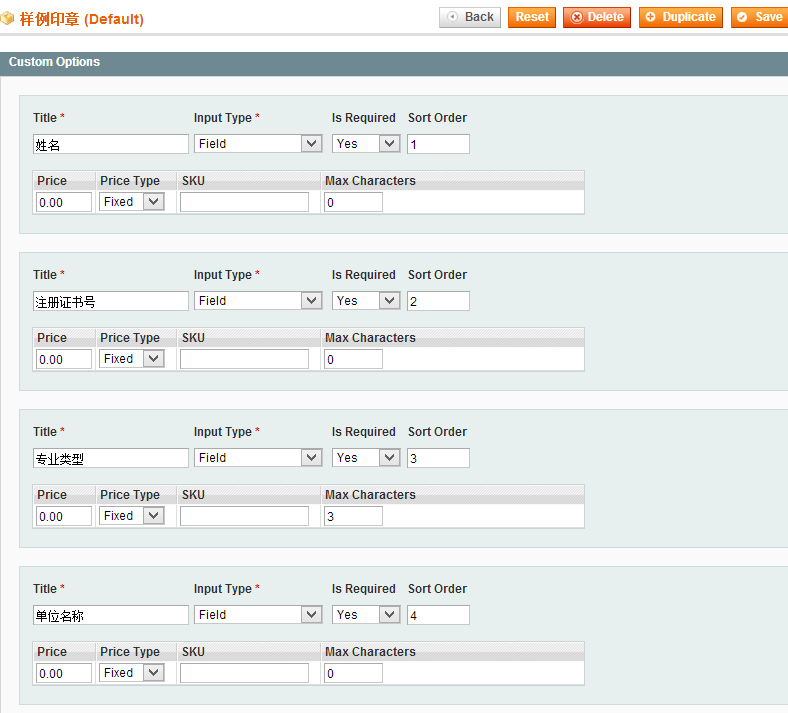 样例印章 (Default)
Back Reset Delete Duplicate Save
Custom Options
Title * Input Type * Is Required Sort Order
姓名 Field Yes 1
Price Price Type SKU Max Characters
0.00 Fixed 0
Title * Input Type * Is Required Sort Order
注册证书号 Field Yes 2
Price Price Type SKU Max Characters
0.00 Fixed 0
Title * Input Type * Is Required Sort Order
专业类型 Field Yes 3
Price Price Type SKU Max Characters
0.00 Fixed 3
Title * Input Type * Is Required Sort Order
单位名称 Field Yes 4
Price Price Type SKU Max Characters
0.00 Fixed 0